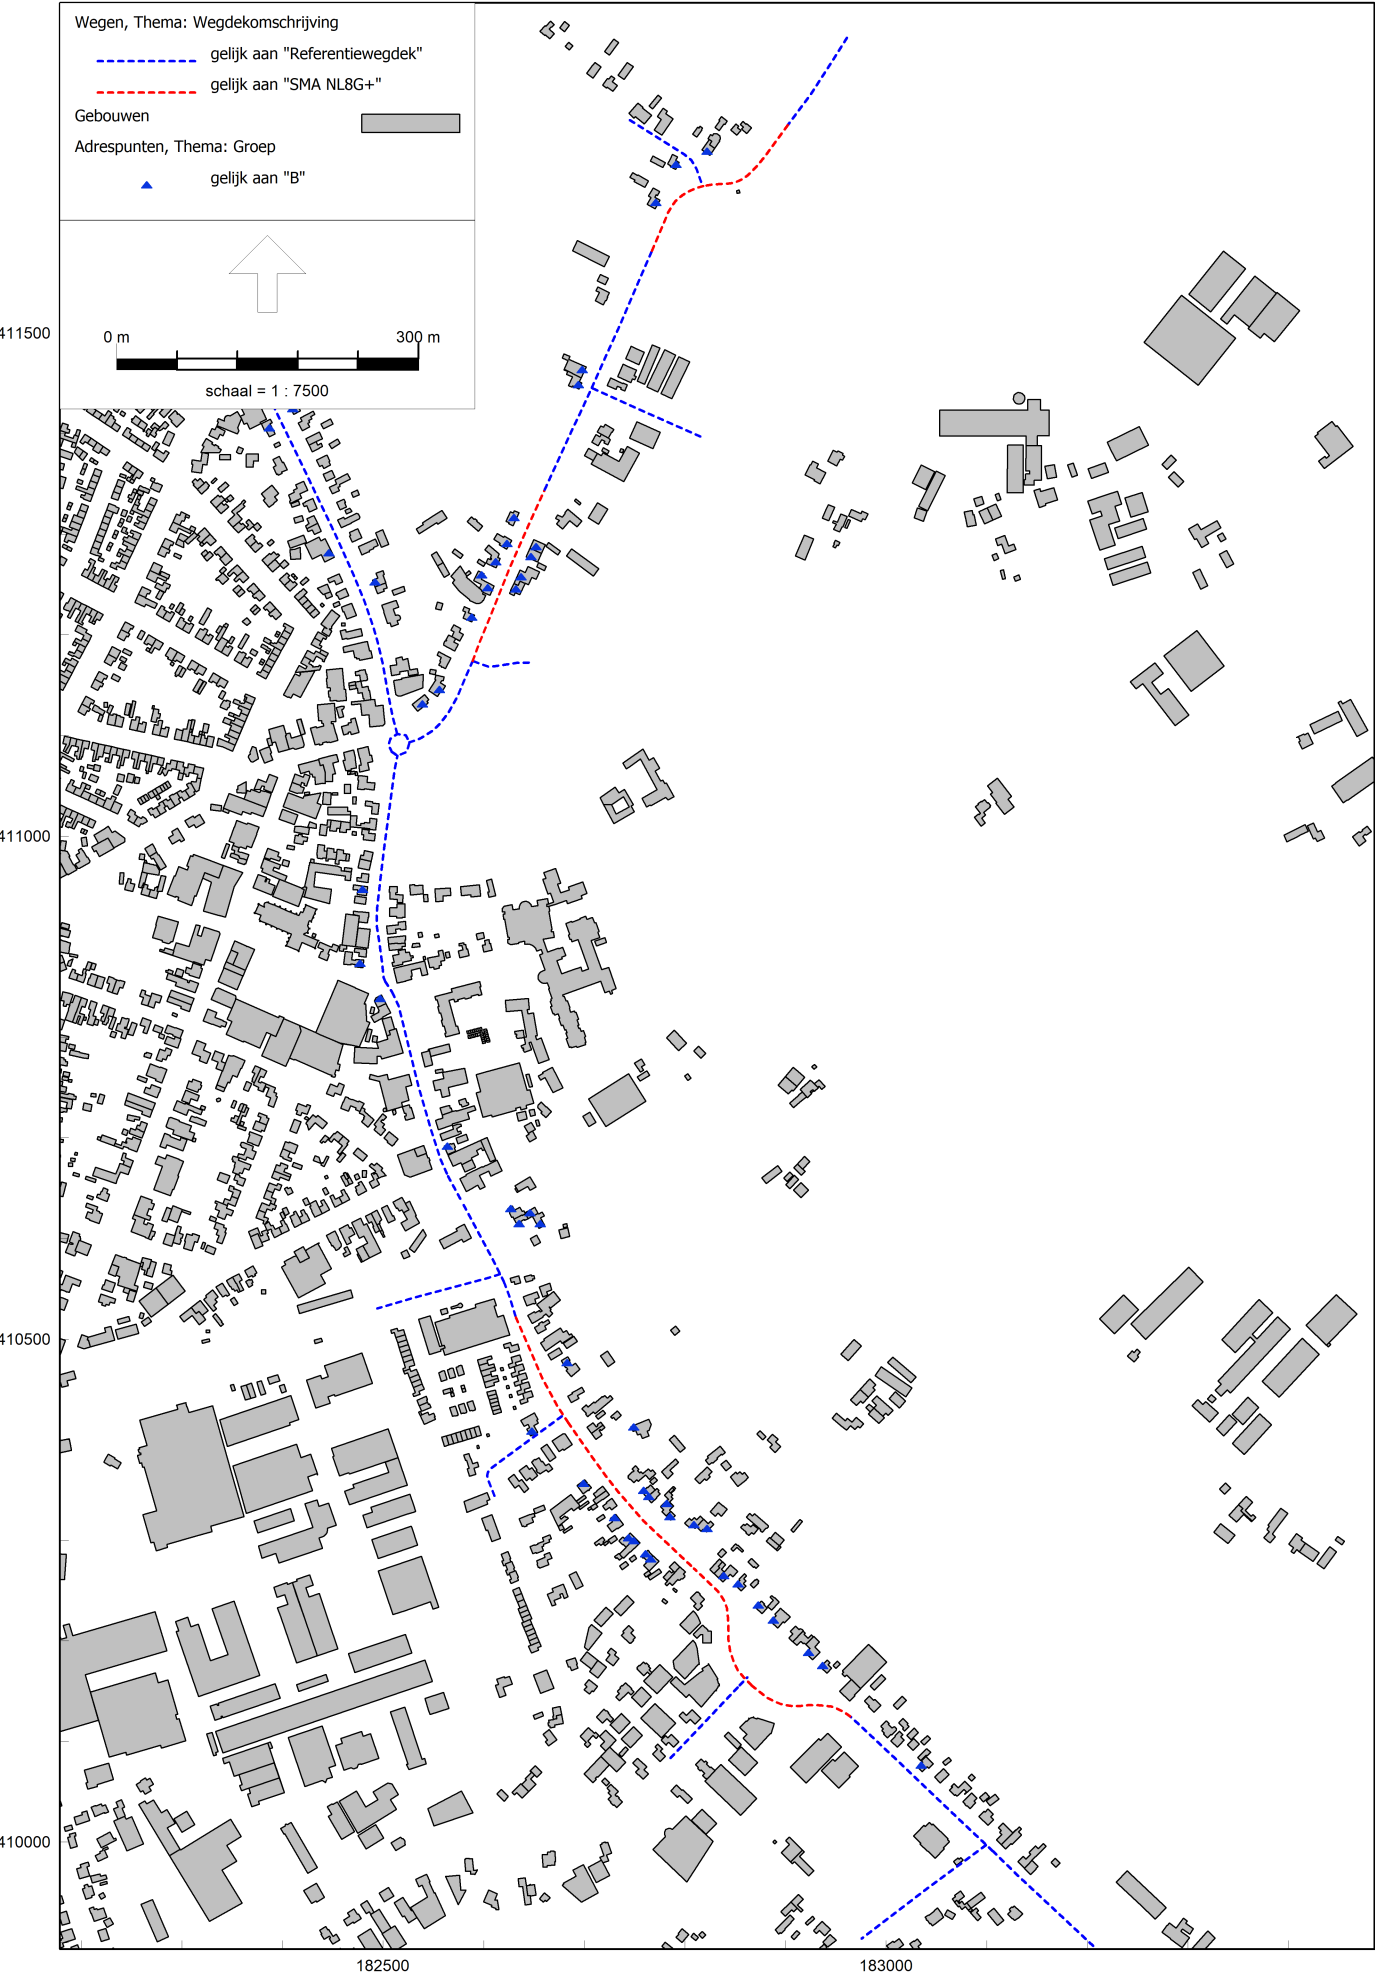 Wegen, Thema: Wegdekomschrijving
gelijk aan "Referentiewegdek"
gelijk aan "SMA NL8G+"
Gebouwen
Adrespunten, Thema: Groep
gelijk aan "B"
0 m 300 m
schaal = 1 : 7500
411500
411000
410500
410000
182500 183000